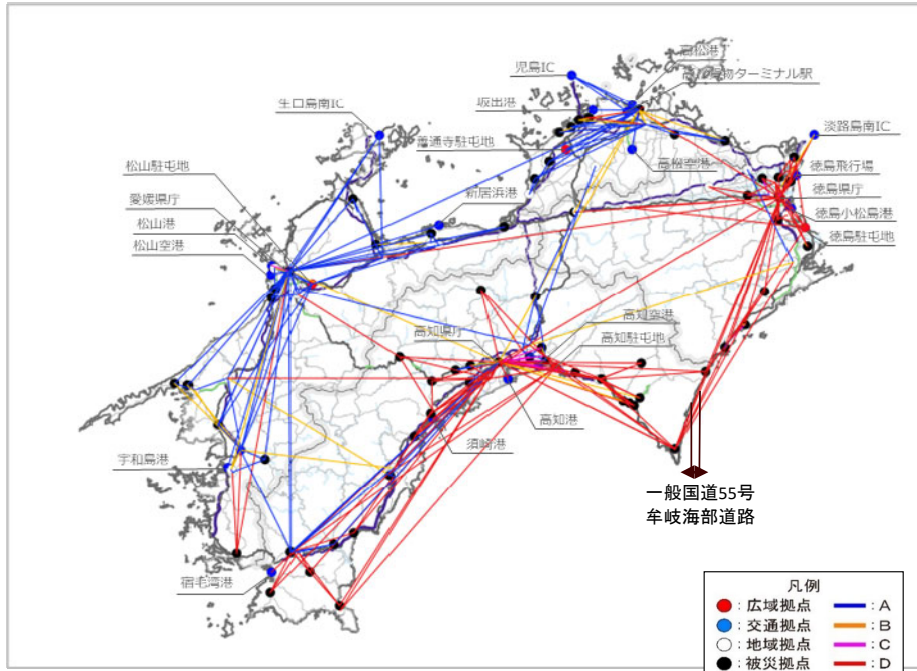 高松港
児島IC
高松貨物ターミナル駅
坂出港
生口島南IC
淡路島南IC
善通寺駐屯地
松山駐屯地
高松空港
徳島飛行場
愛媛県庁
新居浜港
徳島県庁
松山港
徳島小松島港
松山空港
徳島駐屯地
高知空港
高知県庁
高知駐屯地
高知港
須崎港
宇和島港
一般国道55号
牟岐海部道路
宿毛湾港
凡例
：広域拠点 ：A
：交通拠点 ：B
：地域拠点 ：C
：被災拠点 ：D